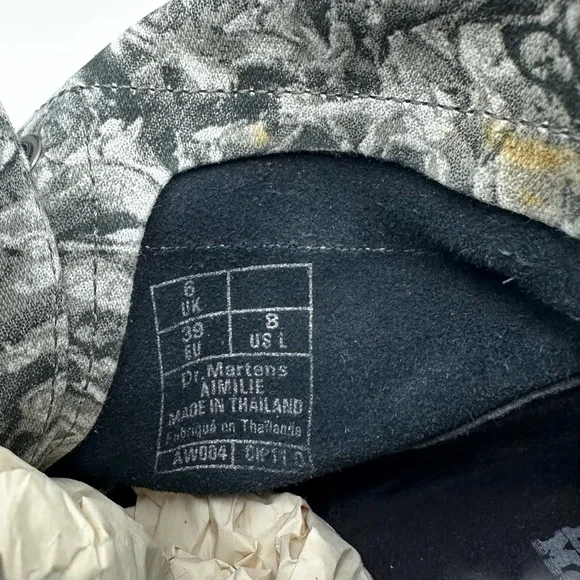 6
UK
39 8
EU US L
Dr. Martens
AIMILIE
MADE IN THAILAND
Fabriqué en Thaïlande
AW004